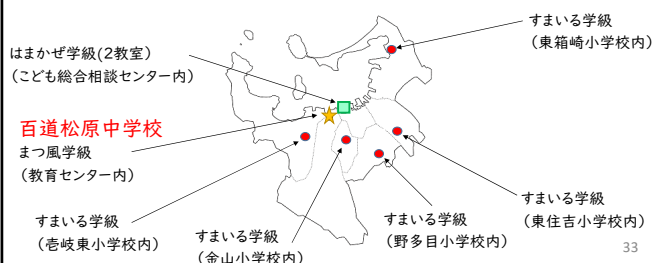 すまいる学級
(東箱崎小学校内)
はまかぜ学級(2教室)
(こども総合相談センター内)
百道松原中学校
まつ風学級
(教育センター内)
すまいる学級
(壱岐東小学校内)
すまいる学級
(金山小学校内)
すまいる学級
(野多目小学校内)
すまいる学級
(東住吉小学校内)
33